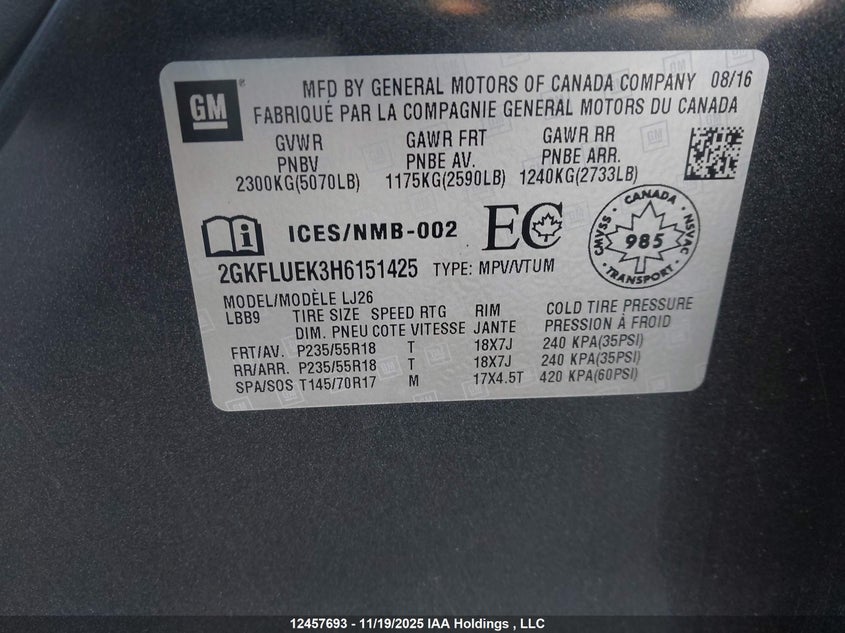 GM
MFD BY GENERAL MOTORS OF CANADA COMPANY 08/16
FABRIQUÉ PAR LA COMPAGNIE GENERAL MOTORS DU CANADA
GVWR GAWR FRT GAWR RR
PNBV PNBE AV. PNBE ARR.
2300KG(5070LB) 1175KG(2590LB) 1240KG(2733LB)
ICES/NMB-002 EC
CANADA
CMVSS 985 NSVAC
TRANSPORT
2GKFLUEK3H6151425 TYPE: MPV/VTUM
MODEL/MODÈLE LJ26
LBB9 TIRE SIZE SPEED RTG RIM COLD TIRE PRESSURE
DIM. PNEU COTE VITESSE JANTE PRESSION À FROID
FRT/AV. P235/55R18 T 18X7J 240 KPA(35PSI)
RR/ARR. P235/55R18 T 18X7J 240 KPA(35PSI)
SPA/SOS T145/70R17 M 17X4.5T 420 KPA(60PSI)
12457693 - 11/19/2025 IAA Holdings , LLC